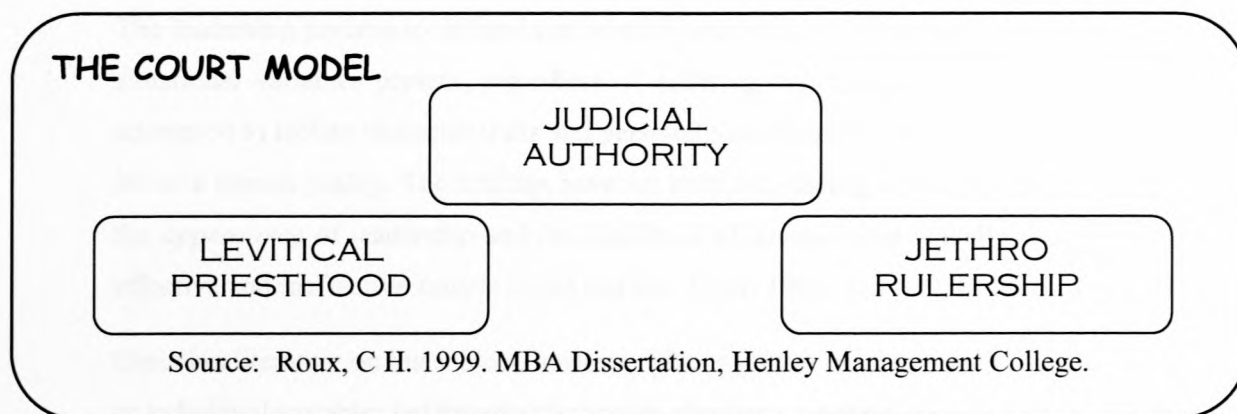 THE COURT MODEL
JUDICIAL
AUTHORITY
LEVITICAL
PRIESTHOOD
JETHRO
RULERSHIP
Source: Roux, C H. 1999. MBA Dissertation, Henley Management College.